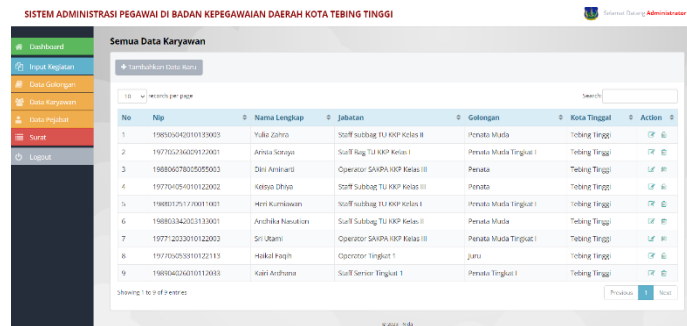 SISTEM ADMINISTRASI PEGAWAI DI BADAN KEPEGAWAIAN DAERAH KOTA TEBING TINGGI
Selamat Datang Administrator
Dashboard
Input Kegiatan
Data Golongan
Data Karyawan
Data Pejabat
Surat
Logout
Semua Data Karyawan
+ Tambahkan Data Baru
10 records per page
Search:
No Nip Nama Lengkap Jabatan Golongan Kota Tinggal Action
1 198505042010139003 Yulia Zahra Staff subbag TU KKP Kelas II Penata Muda Tebing Tinggi
2 197705236009122001 Arista Soraya Staff Bag TU KKP Kelas I Penata Muda Tingkat I Tebing Tinggi
3 198806078005055003 Dini Aminarti Operator SAKPA KKP Kelas III Penata Tebing Tinggi
4 197704054010122002 Keisya Dhiya Staff Subbag TU KKP Kelas III Penata Tebing Tinggi
5 198801251770011001 Heri Kurniawan Staff Subbag TU KKP Kelas I Penata Muda Tingkat I Tebing Tinggi
6 198803342003133001 Andhika Nasution Staff Subbag TU KKP Kelas II Penata Muda Tebing Tinggi
7 197712033010122003 Sri Utami Operator SAKPA KKP Kelas III Penata Muda Tingkat I Tebing Tinggi
8 197705053310122113 Haikal Faqih Operator Tingkat 1 Juru Tebing Tinggi
9 198904026010112033 Kairi Ardhana Staff Senior Tingkat 1 Penata Tingkat I Tebing Tinggi
Showing 1 to 9 of 9 entries
Previous 1 Next